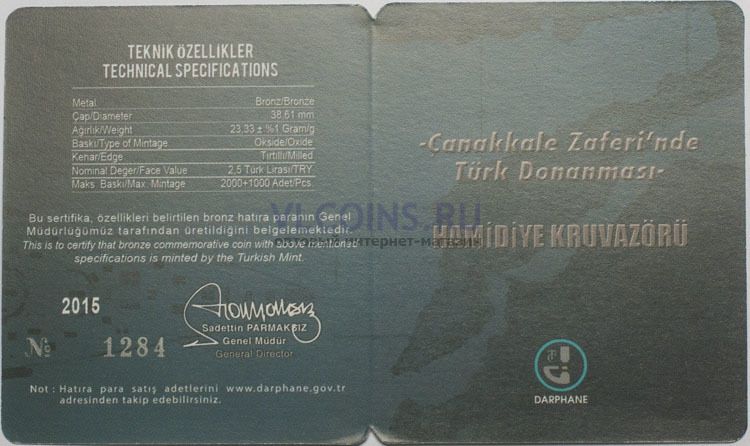 TEKNİK ÖZELLİKLER
TECHNICAL SPECIFICATIONS
Metal Bronz/Bronze
Çap/Diameter 38,61 mm
Ağırlık/Weight 23,33 ± %1 Gram/g
Baskı/Type of Mintage Okside/Oxide
Kenar/Edge Tırtıllı/Milled
Nominal Değer/Face Value 2,5 Türk Lirası/TRY
Maks. Baskı/Max. Mintage 2000+1000 Adet/Pcs.
Bu sertifika, özellikleri belirtilen bronz hatıra paranın Genel
Müdürlüğümüz tarafından üretildiğini belgelemektedir.
This is to certify that bronze commemorative coin with above mentioned
specifications is minted by the Turkish Mint.
2015
Sadettin PARMAKSIZ
Genel Müdür
General Director
№ 1284
Not : Hatıra para satış adetlerini www.darphane.gov.tr
adresinden takip edebilirsiniz.
-Çanakkale Zaferi'nde
Türk Donanması-
HAMİDİYE KRUVAZÖRÜ
DARPHANE
VLCOINS.RU
оптовый интернет-магазин